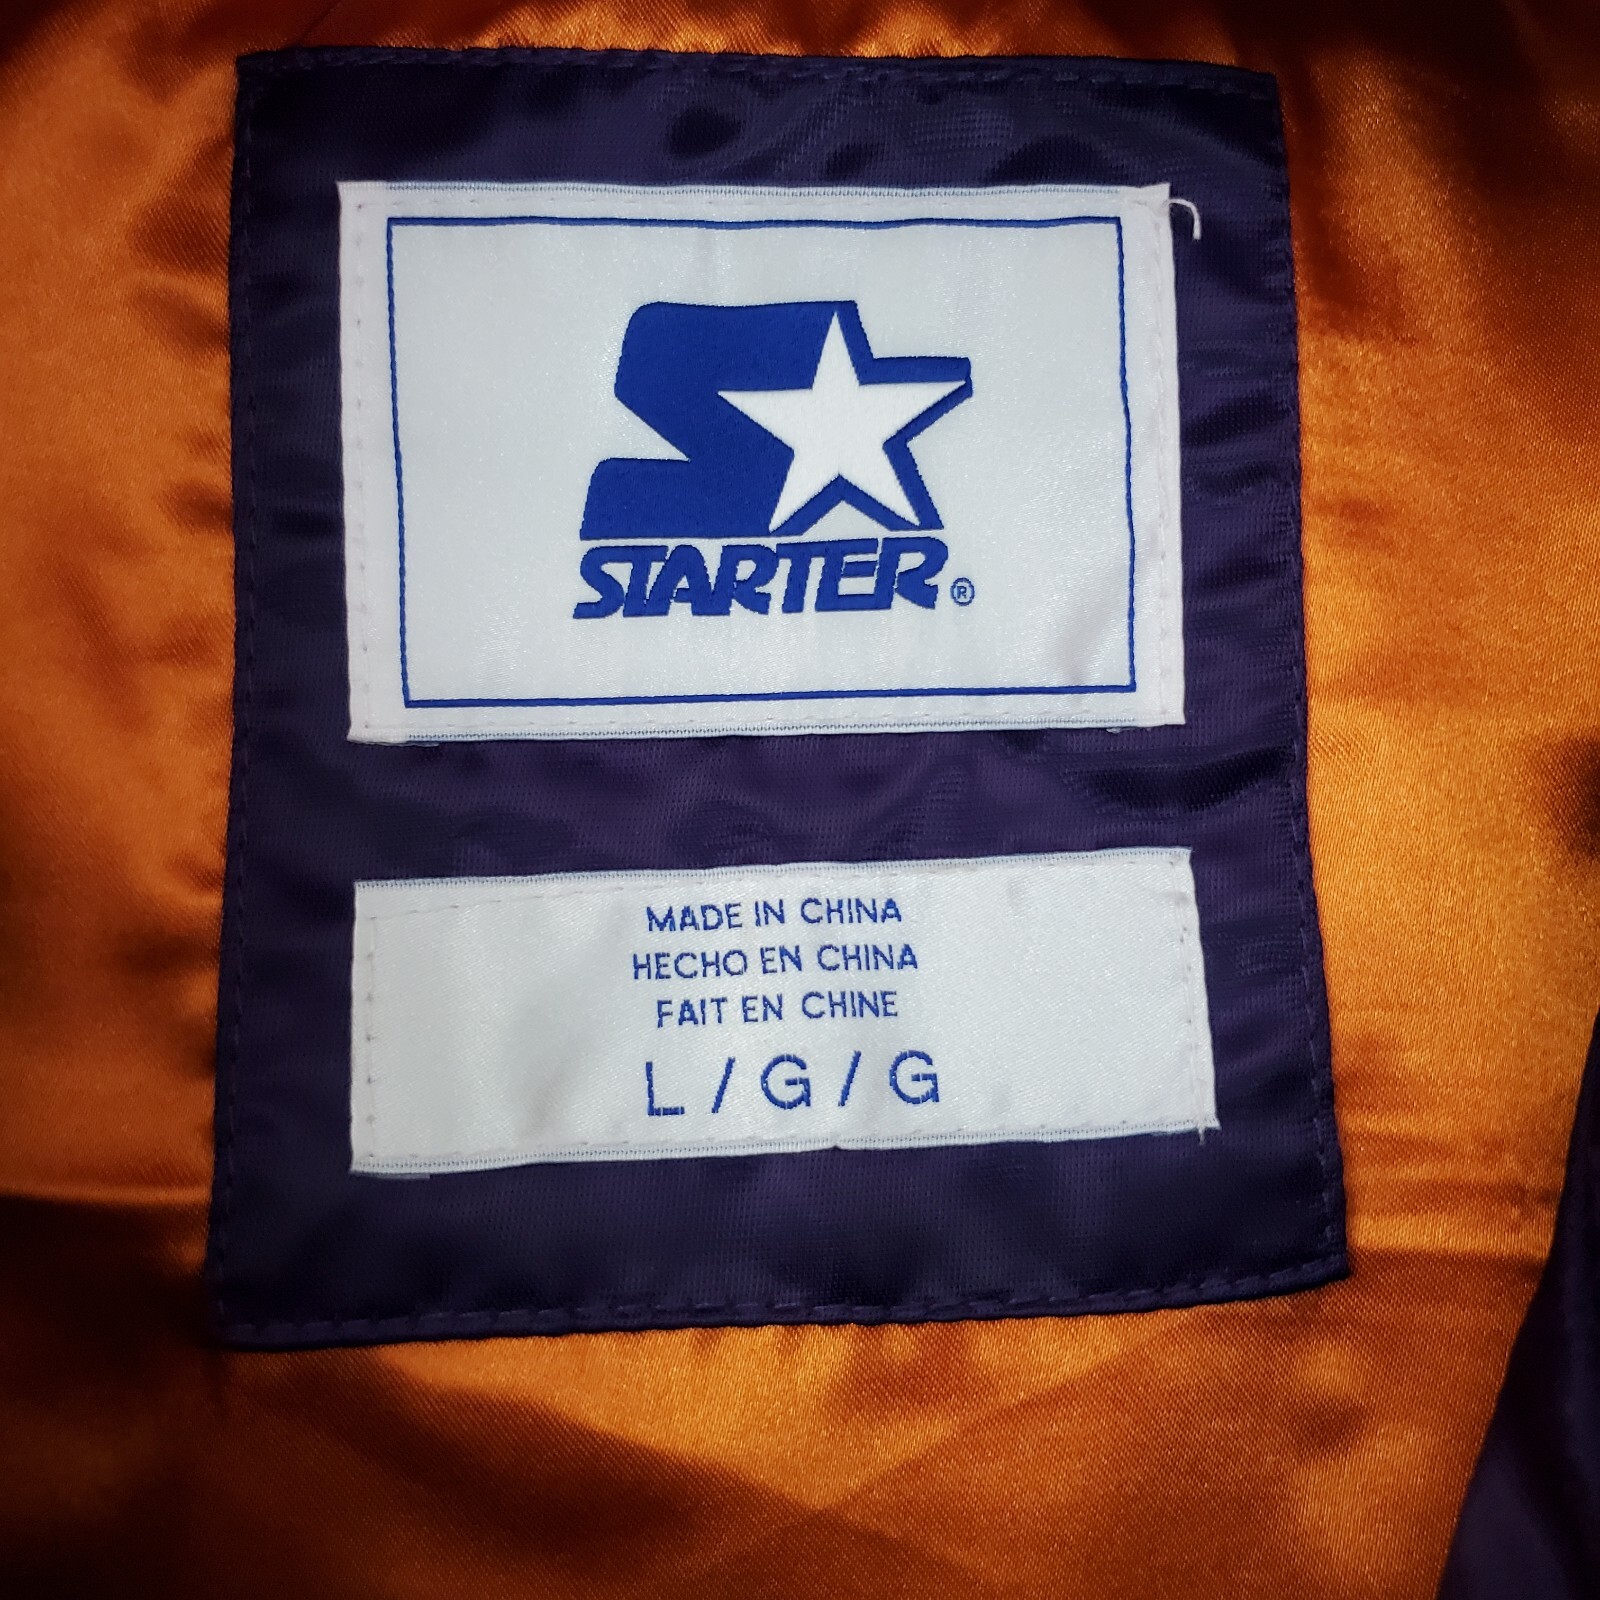 STARTER®
MADE IN CHINA
HECHO EN CHINA
FAIT EN CHINE
L / G / G